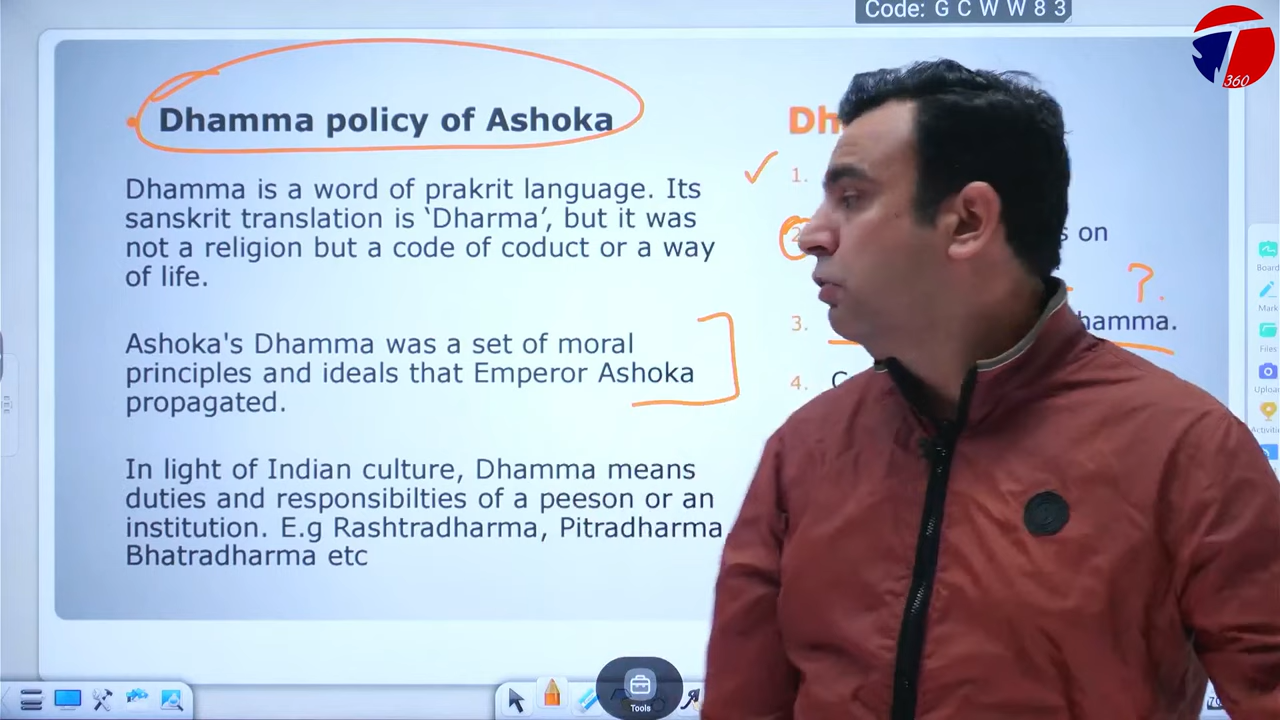 Code: G C W W 8 3
T
360
Dhamma policy of Ashoka
Dhamma is a word of prakrit language. Its
sanskrit translation is ‘Dharma’, but it was
not a religion but a code of coduct or a way
of life.
Ashoka's Dhamma was a set of moral
principles and ideals that Emperor Ashoka
propagated.
In light of Indian culture, Dhamma means
duties and responsibilties of a peeson or an
institution. E.g Rashtradharma, Pitradharma
Bhatradharma etc
1.
on
?.
3.
4.
Board
Mark
Files
Tools